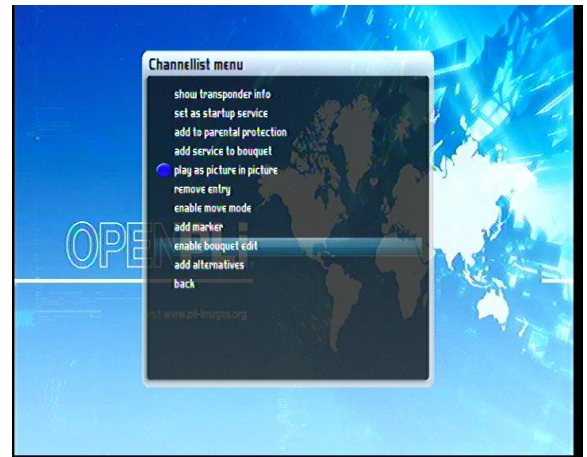 Channellist menu
show transponder info
set as startup service
add to parental protection
add service to bouquet
play as picture in picture
remove entry
enable move mode
add marker
OPENPLi
enable bouquet edit
add alternatives
back
visit www.pli-images.org